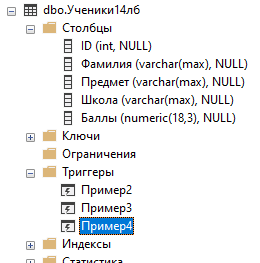 dbo.Ученики14лб
Столбцы
ID (int, NULL)
Фамилия (varchar(max), NULL)
Предмет (varchar(max), NULL)
Школа (varchar(max), NULL)
Баллы (numeric(18,3), NULL)
Ключи
Ограничения
Триггеры
Пример2
Пример3
Пример4
Индексы
Статистика